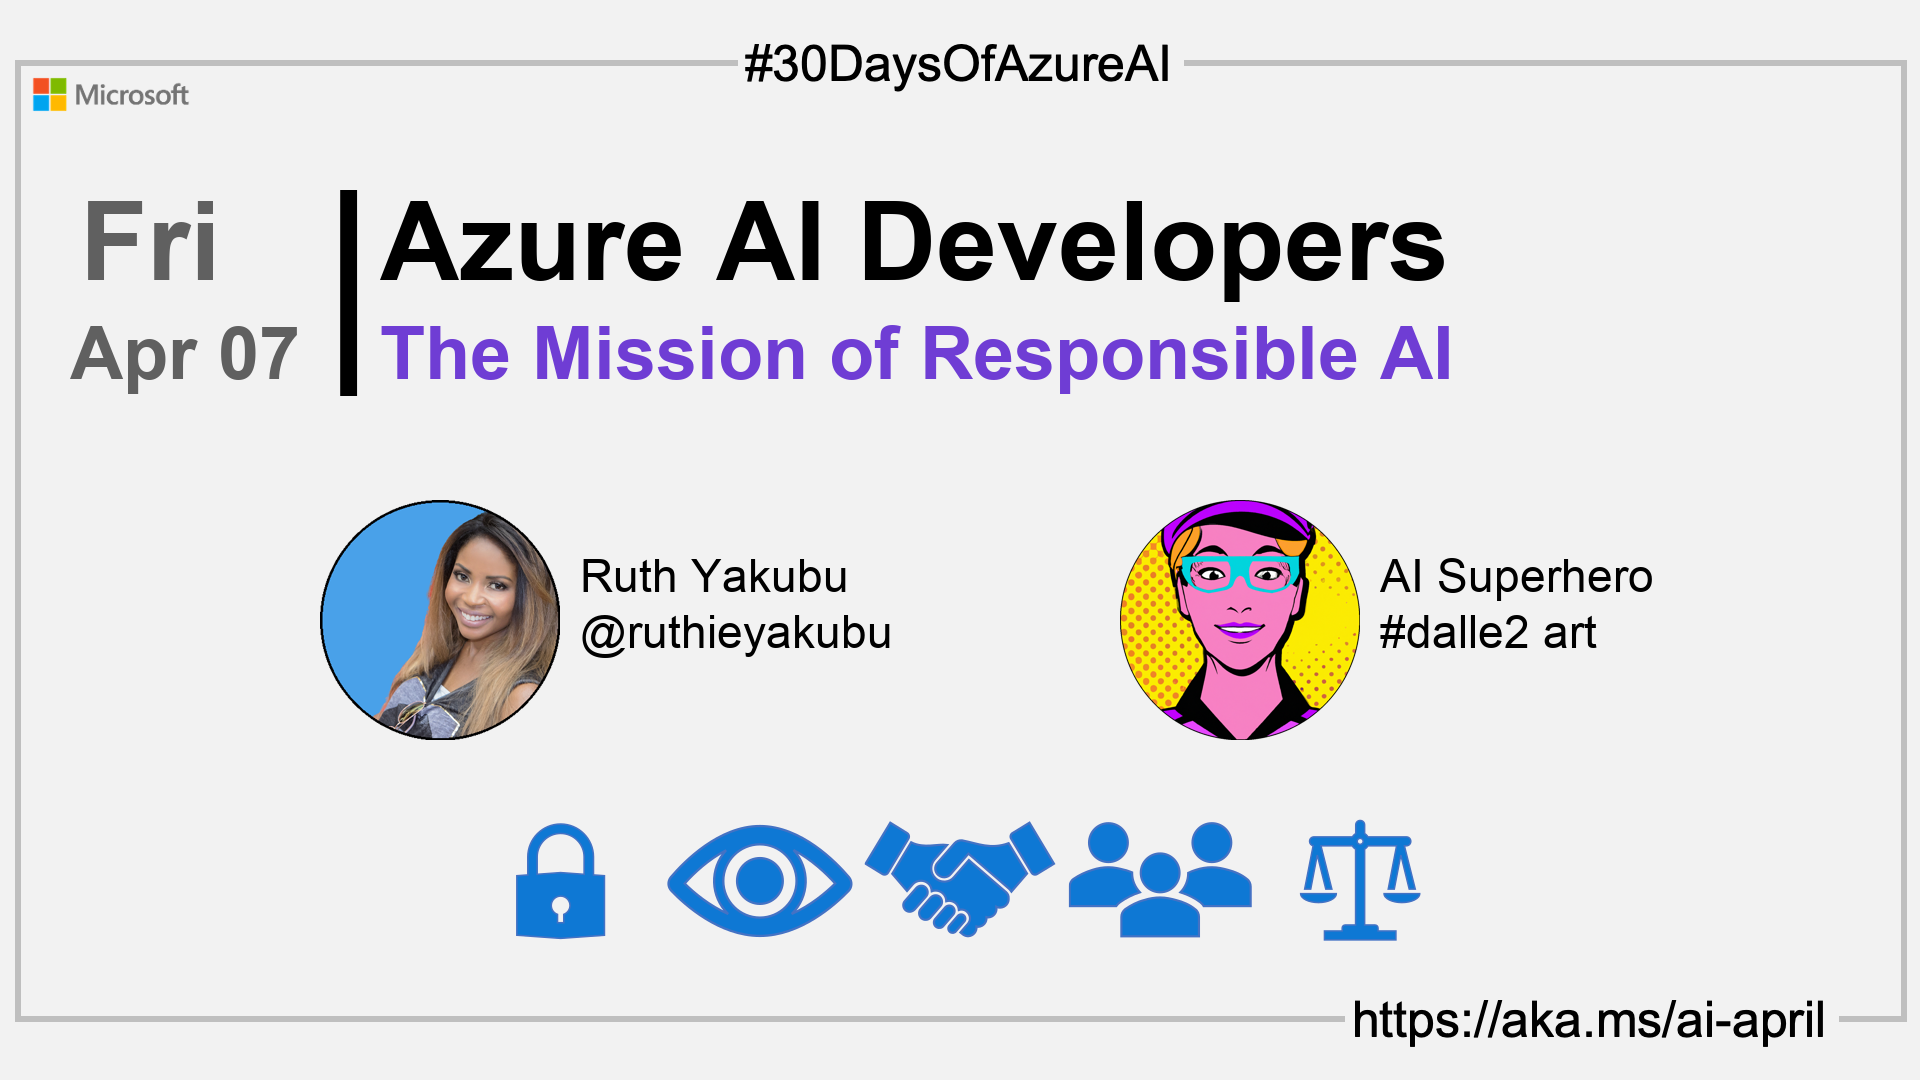 #30DaysOfAzureAI
Microsoft
Fri
Apr 07
Azure AI Developers
The Mission of Responsible AI
Ruth Yakubu
@ruthieyakubu
AI Superhero
#dalle2 art
https://aka.ms/ai-april